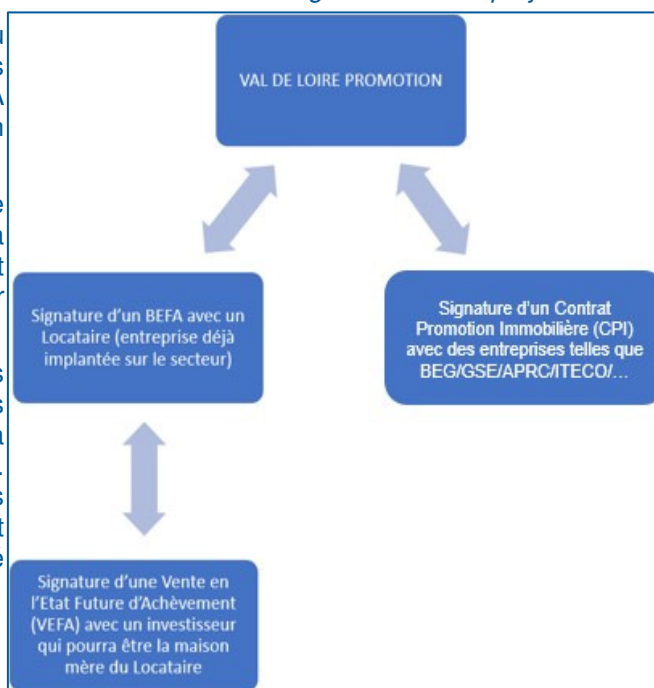 VAL DE LOIRE PROMOTION
Signature d'un BEFA avec un
Locataire (entreprise déjà
implantée sur le secteur)
Signature d'un Contrat
Promotion Immobilière (CPI)
avec des entreprises telles que
BEG/GSE/APRC/ITECO/...
Signature d'une Vente en
l'Etat Future d'Achèvement
(VEFA) avec un investisseur
qui pourra être la maison
mère du Locataire